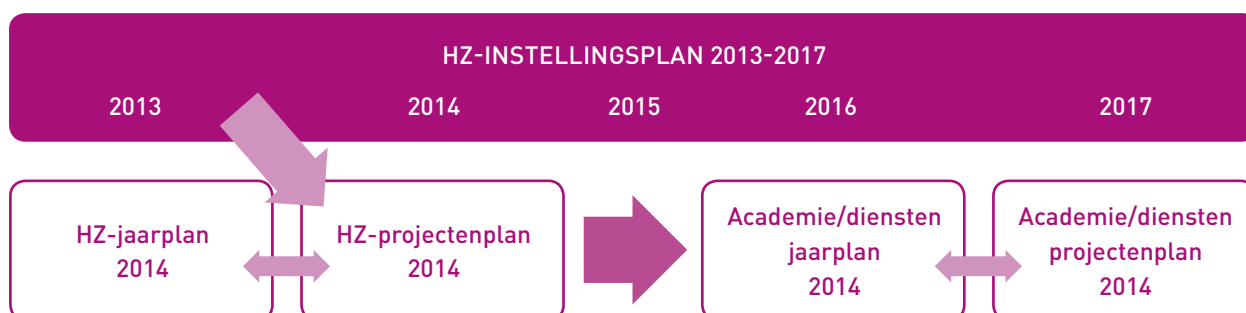 HZ-INSTELLINGSPLAN 2013-2017
2013 2014 2015 2016 2017
HZ-jaarplan
2014
HZ-projectenplan
2014
Academie/diensten
jaarplan
2014
Academie/diensten
projectenplan
2014